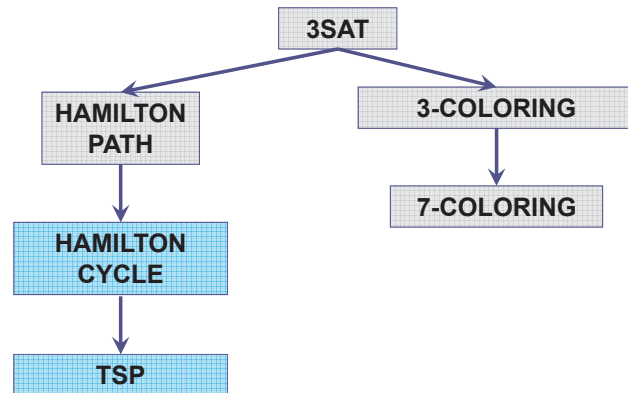 3SAT
HAMILTON
PATH
3-COLORING
7-COLORING
HAMILTON
CYCLE
TSP